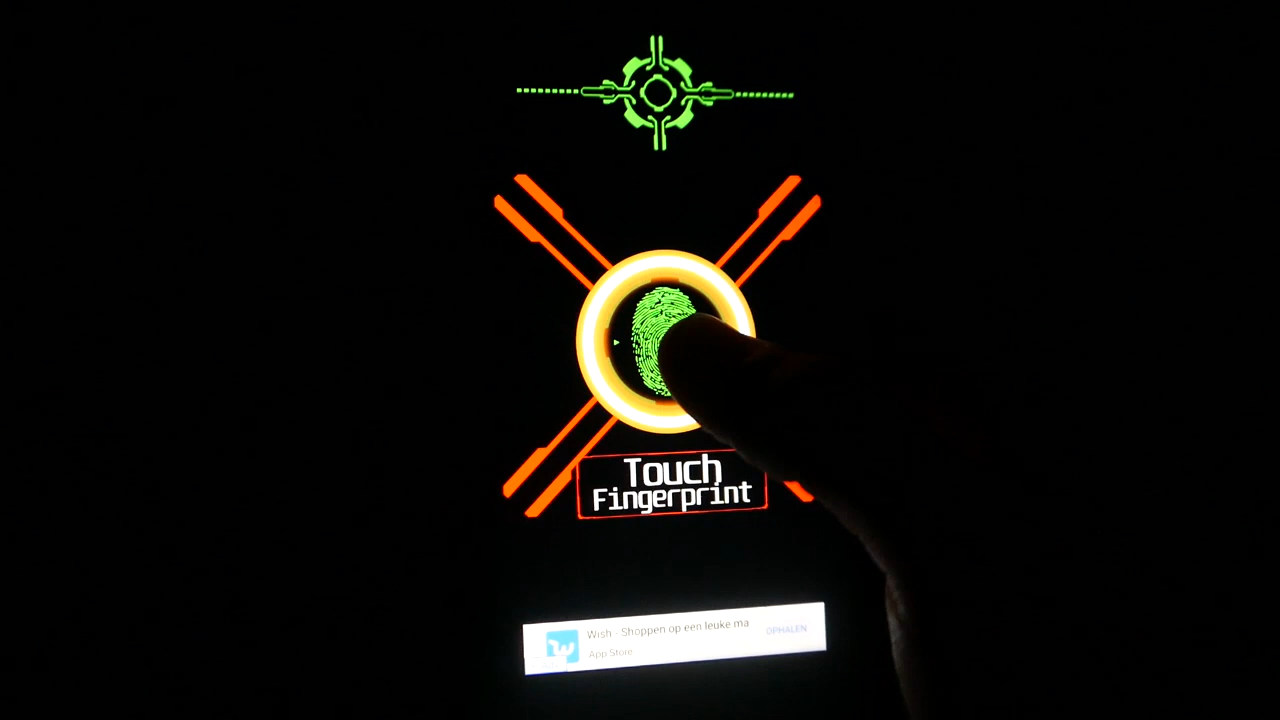 Touch
Fingerprint
Wish - Shoppen op een leuke ma
OPHALEN
App Store